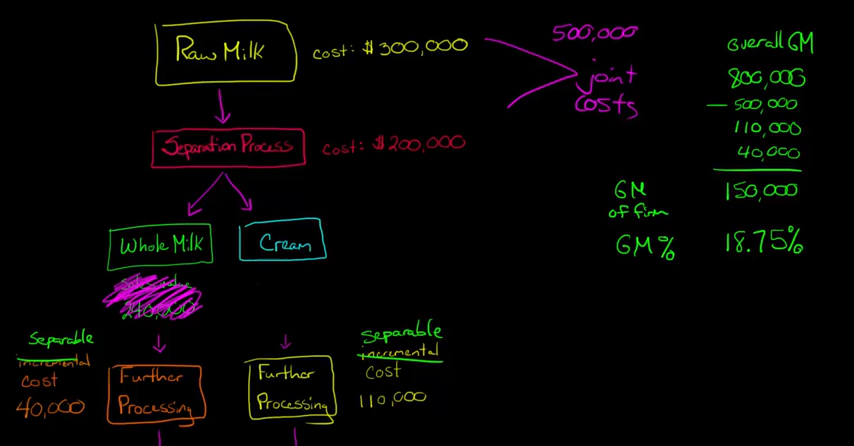 Raw Milk
cost: $300,000
500,000
joint
costs
overall GM
800,000
- 500,000
110,000
40,000
150,000
GM
of firm
GM%
18.75%
Separation Process
cost: $200,000
Whole Milk
Cream
240,000
Separable
incremental
cost
40,000
Further
Processing
Further
Processing
Separable
incremental
cost
110,000